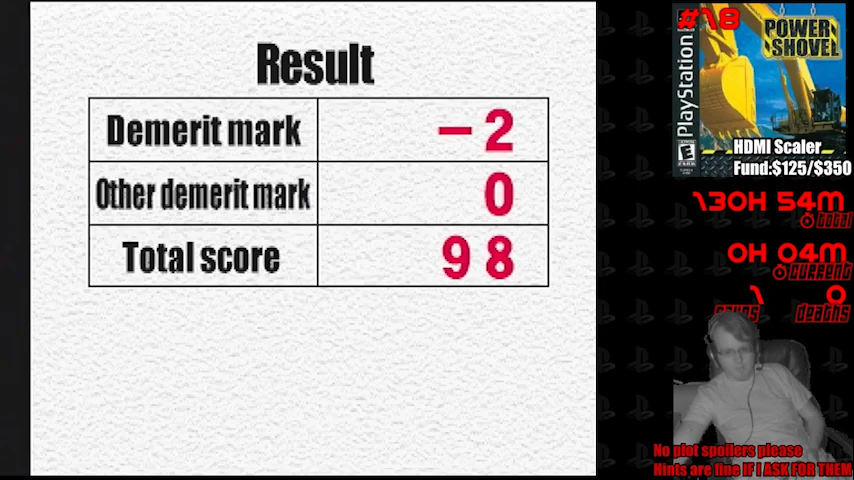 Result
Demerit mark -2
Other demerit mark 0
Total score 98
#18
PlayStation
POWER
SHOVEL
HDMI Scaler
Fund:$125/$350
130H 54M
total
0H 04M
current
1 0
deaths
No plot spoilers please
Hints are fine IF I ASK FOR THEM